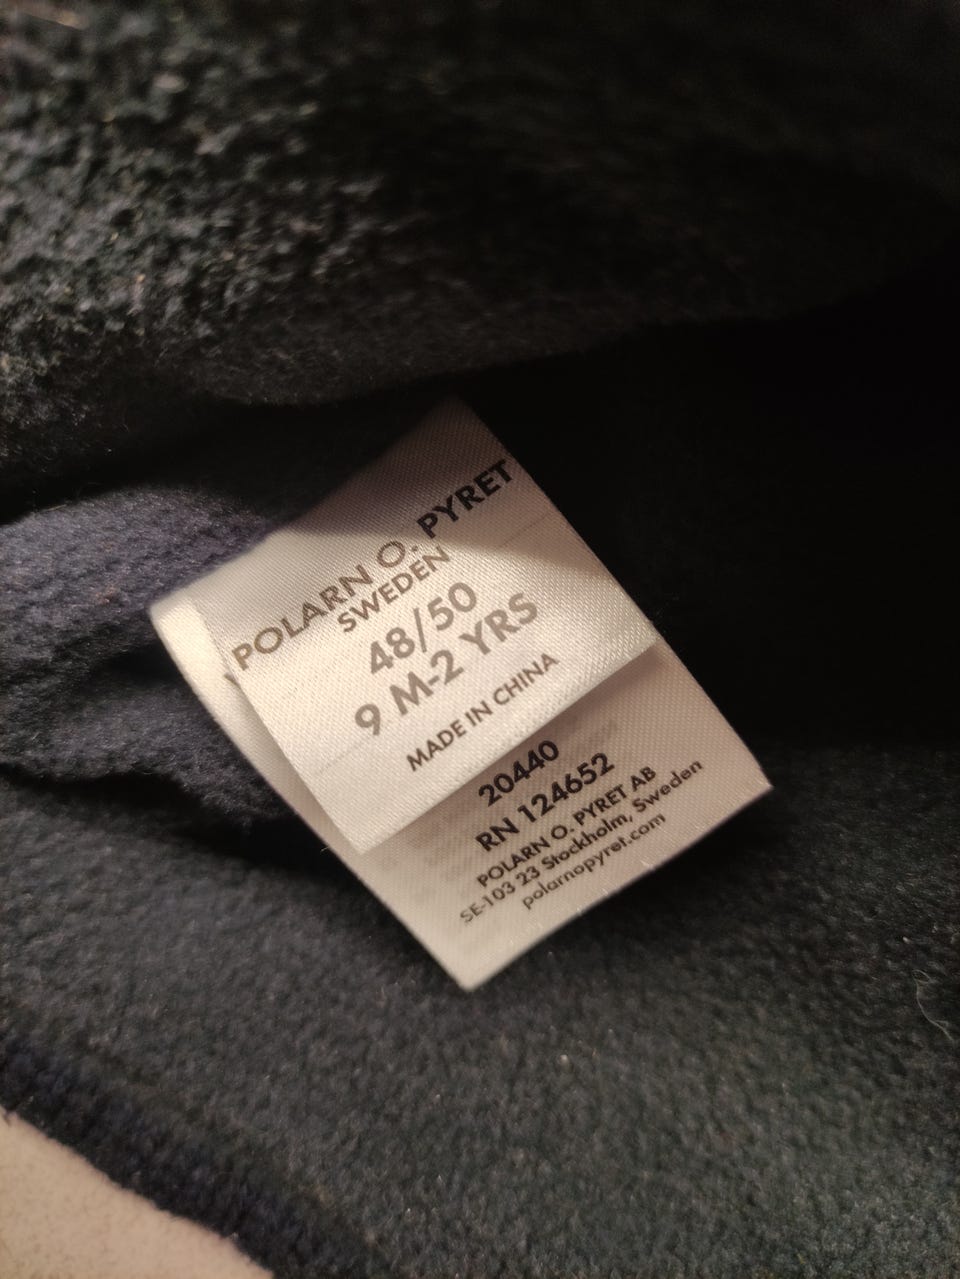 POLARN O. PYRET
SWEDEN
48/50
9 M-2 YRS
MADE IN CHINA
20440
RN 124652
POLARN O. PYRET AB
SE-103 23 Stockholm, Sweden
polarnopyret.com